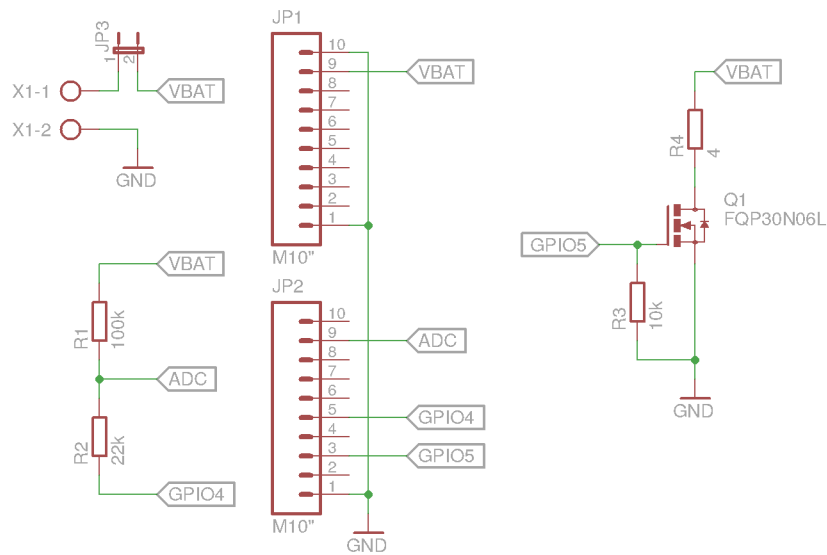 JP3
1
2
X1-1
VBAT
X1-2
GND
JP1
10
9
VBAT
8
7
6
5
4
3
2
1
M10"
VBAT
R4
4
Q1
FQP30N06L
GPIO5
R3
10k
GND
VBAT
R1
100k
ADC
R2
22k
GPIO4
JP2
10
9
ADC
8
7
6
5
GPIO4
4
3
GPIO5
2
1
M10"
GND